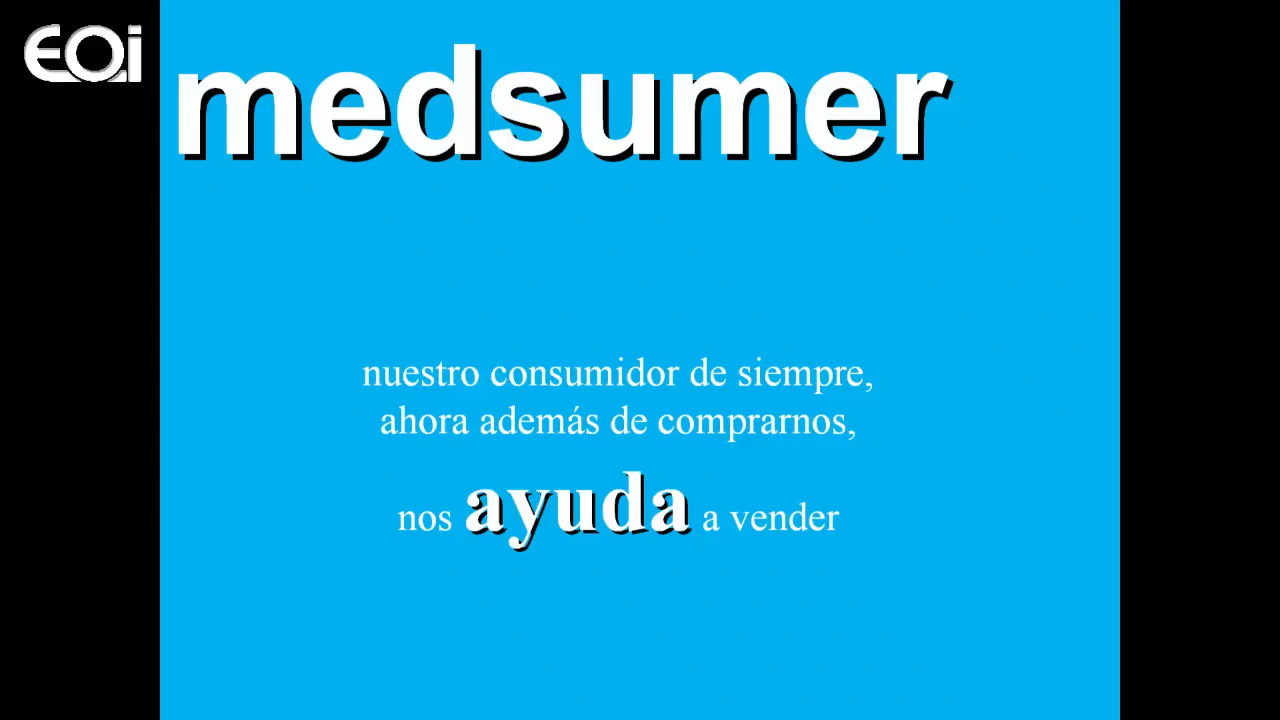 EOi
medsumer
nuestro consumidor de siempre,
ahora además de comprarnos,
nos ayuda a vender